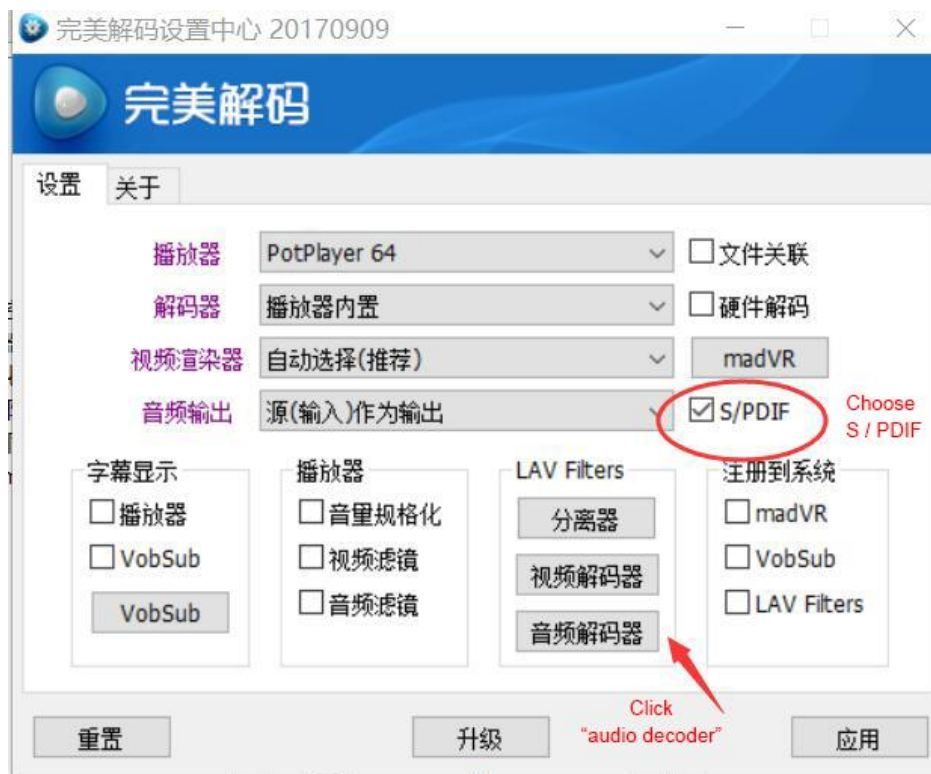 完美解码设置中心 20170909
完美解码
设置 关于
播放器 PotPlayer 64 文件关联
解码器 播放器内置 硬件解码
视频渲染器 自动选择(推荐) madVR
音频输出 源(输入)作为输出 S/PDIF
Choose
S / PDIF
字幕显示
播放器
VobSub
VobSub
播放器
音里规格化
视频滤镜
音频滤镜
LAV Filters
分离器
视频解码器
音频解码器
注册到系统
madVR
VobSub
LAV Filters
Click
“audio decoder”
重置 升级 应用